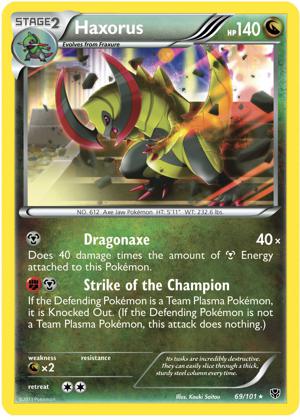 STAGE2 Haxorus HP140
Evolves from Fraxure
NO. 612 Axe Jaw Pokémon HT: 5'11" WT: 232.6 lbs.
Dragonaxe 40×
Does 40 damage times the amount of Energy
attached to this Pokémon.
Strike of the Champion
If the Defending Pokémon is a Team Plasma Pokémon,
it is Knocked Out. (If the Defending Pokémon is not
a Team Plasma Pokémon, this attack does nothing.)
weakness resistance
×2
retreat
Its tusks are incredibly destructive.
They can easily slice through a thick,
sturdy steel column every time.
Illus. Kouki Saitou 69/101 ★
©2013 Pokémon